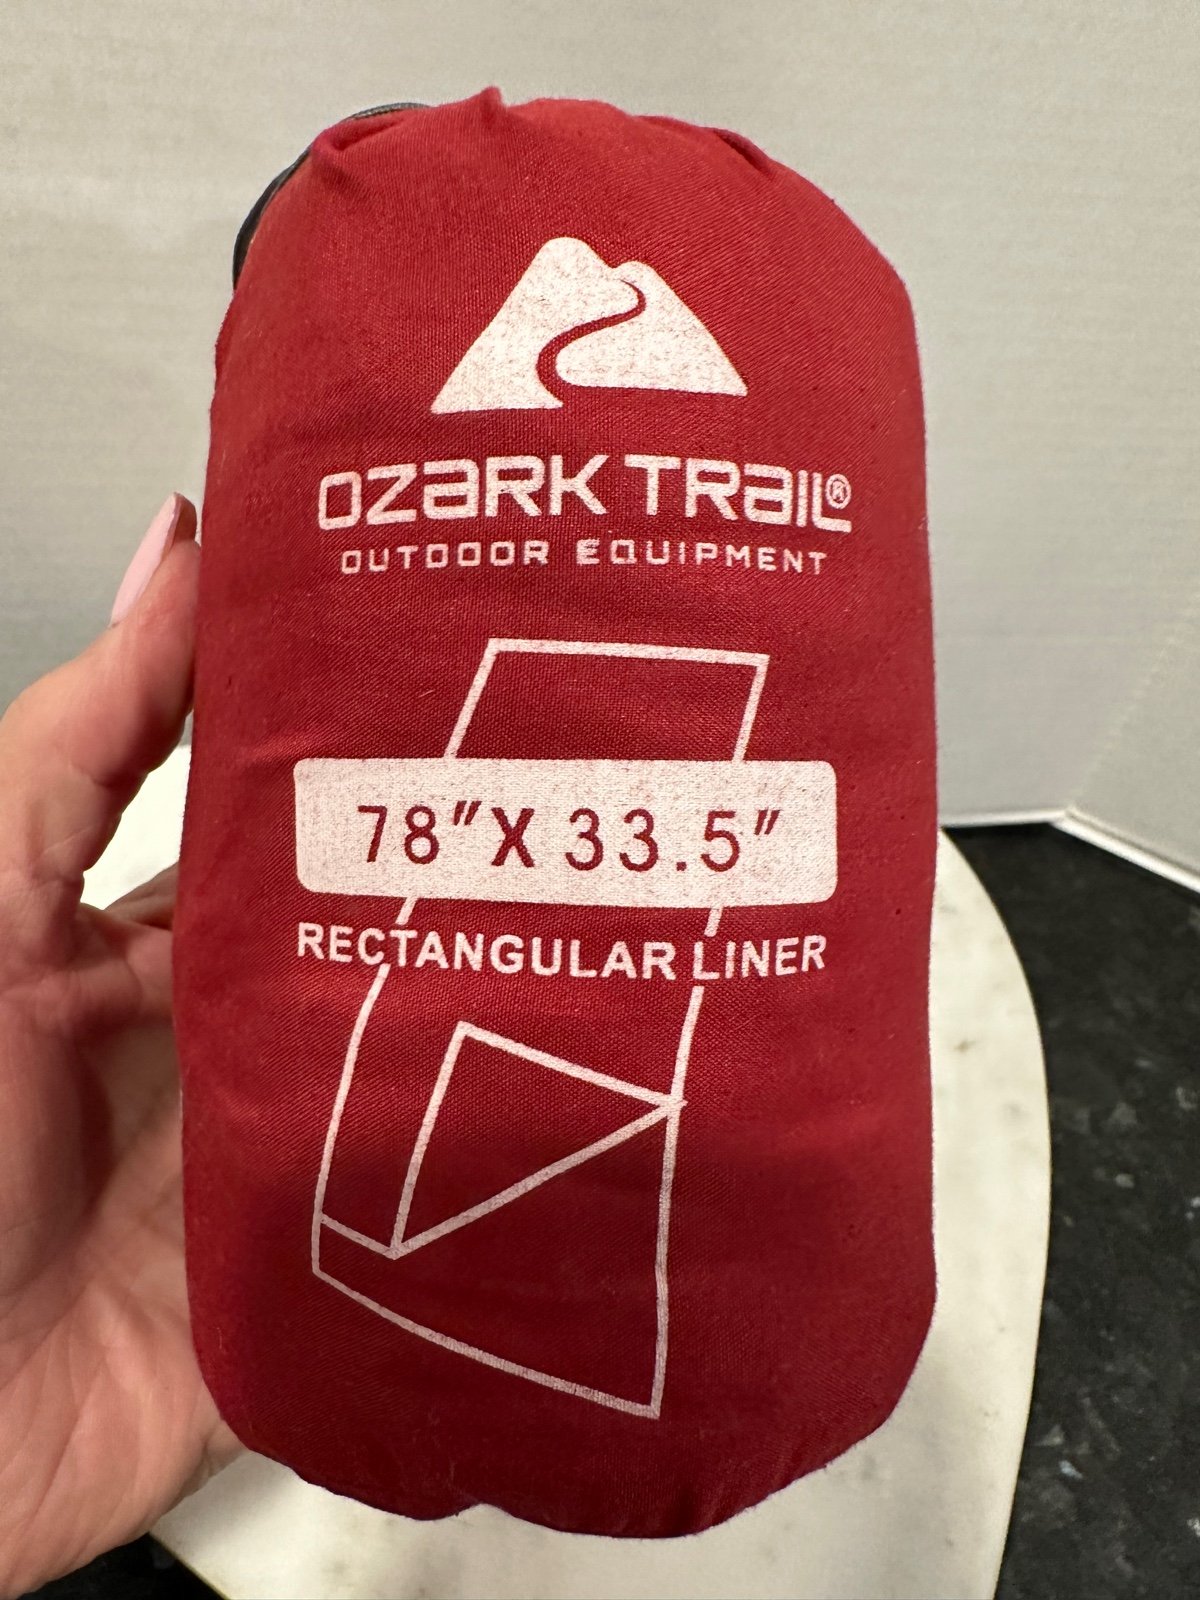 OZARK TRAIL®
OUTDOOR EQUIPMENT
78" X 33.5"
RECTANGULAR LINER